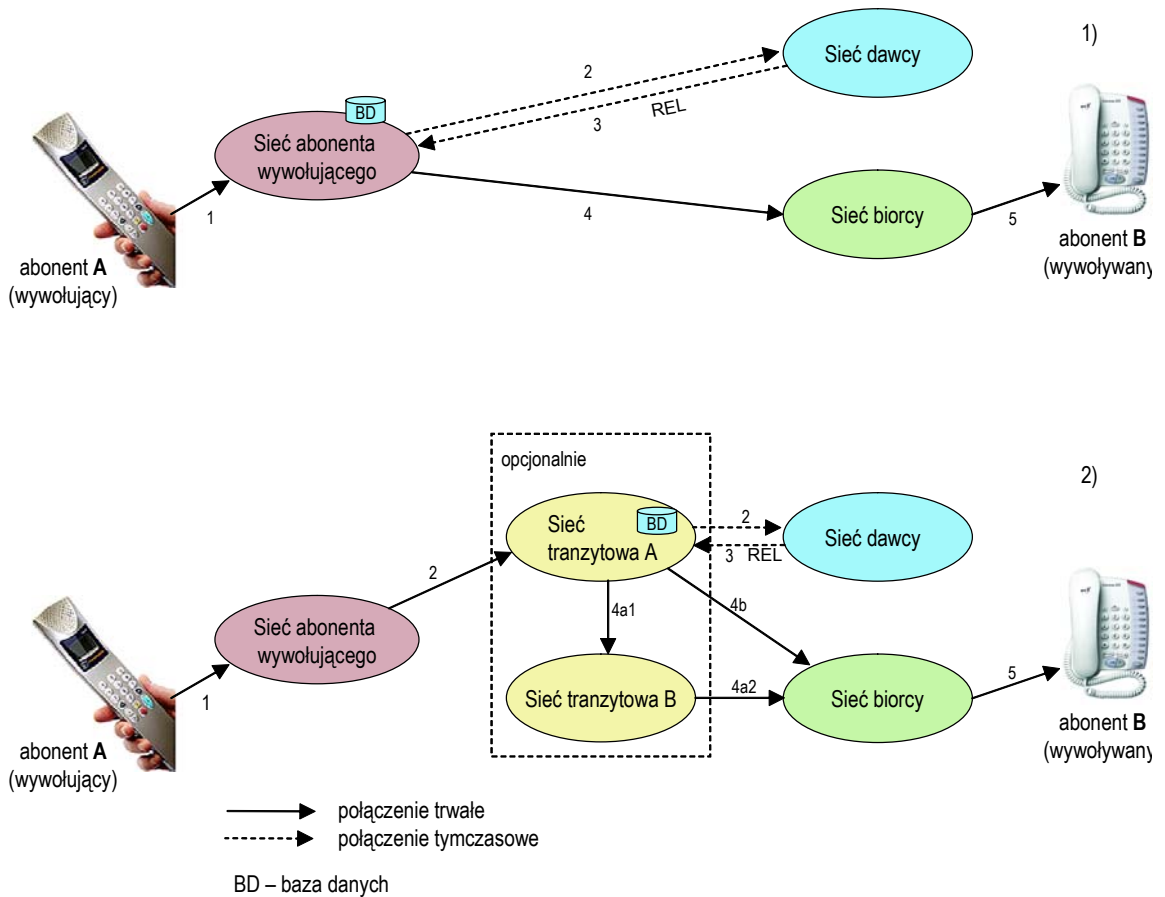 1)
Sieć dawcy
2
BD
3
REL
Sieć abonenta
wywołującego
1
4
Sieć biorcy
5
abonent A
(wywołujący)
abonent B
(wywoływany
opcjonalnie
2)
Sieć
tranzytowa A
BD
2
3
REL
Sieć dawcy
2
4a1
4b
Sieć abonenta
wywołującego
1
Sieć tranzytowa B
4a2
Sieć biorcy
5
abonent A
(wywołujący)
abonent B
(wywoływany
połączenie trwałe
połączenie tymczasowe
BD – baza danych